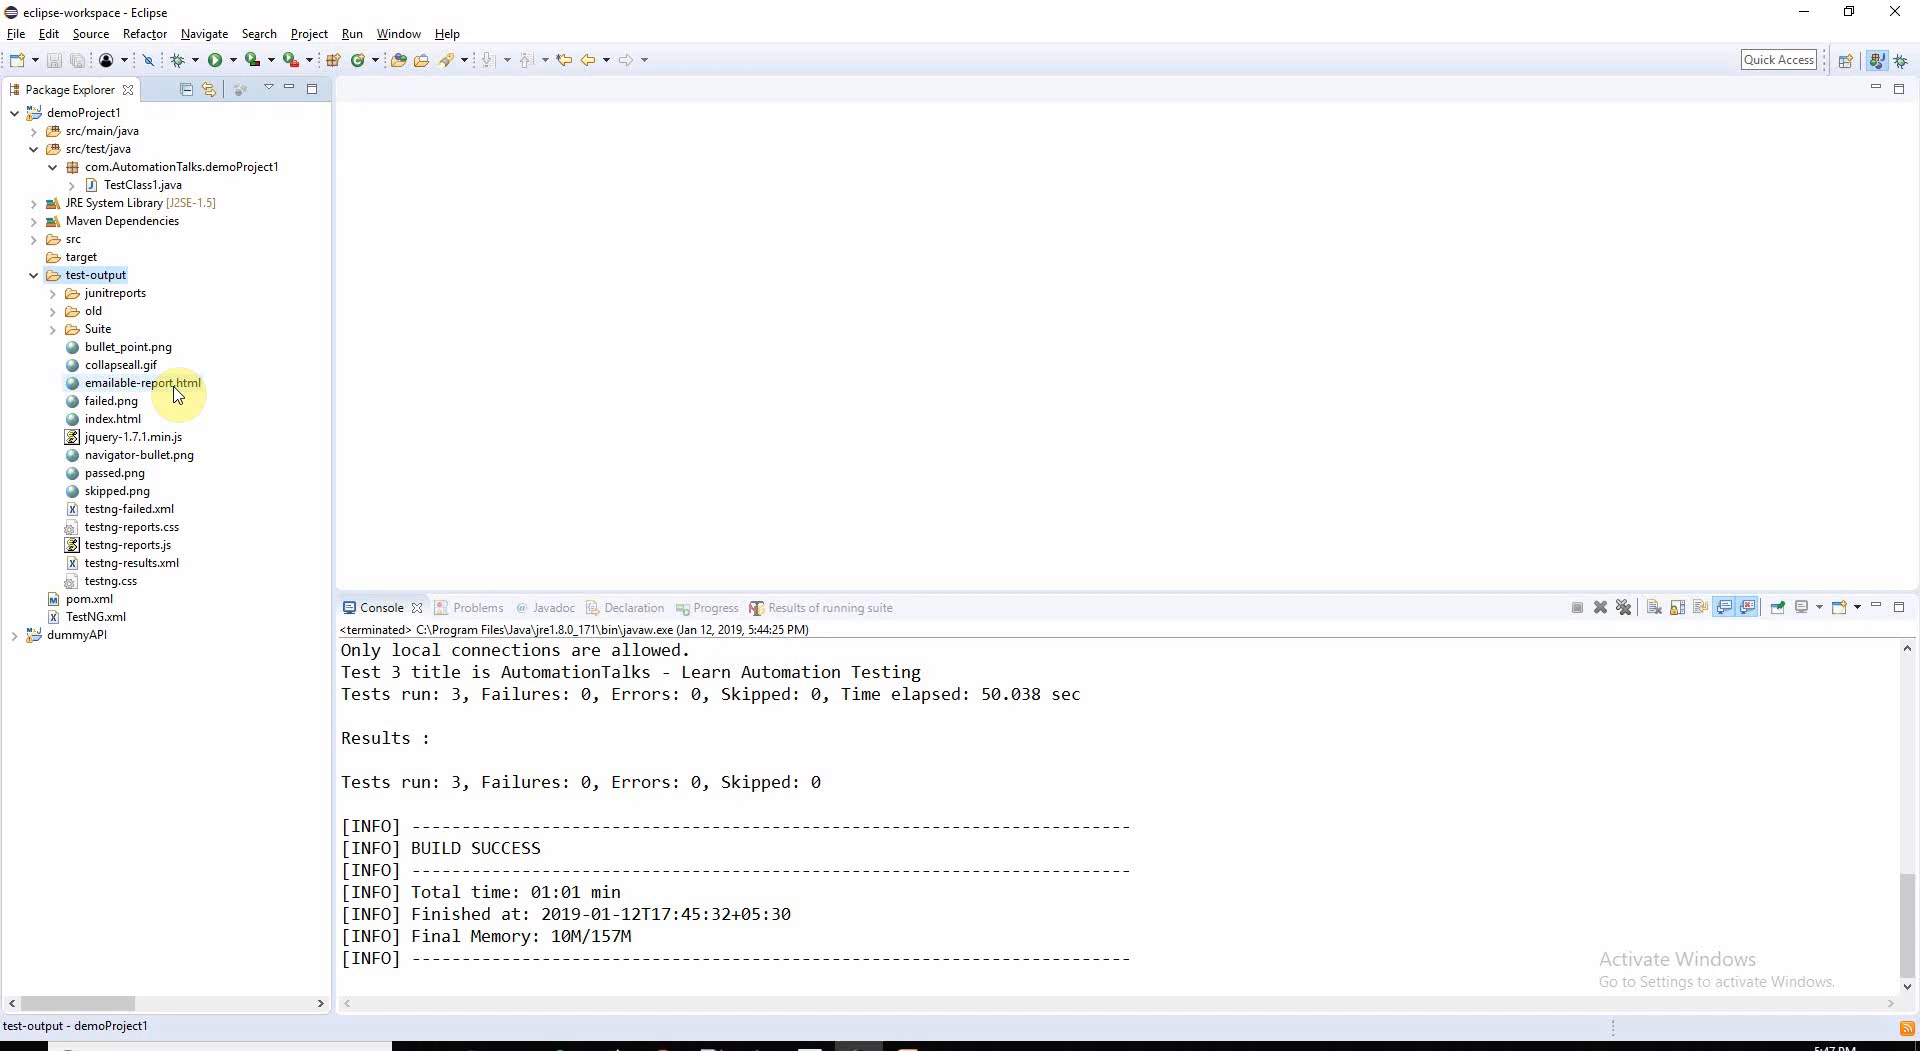 eclipse-workspace - Eclipse
File Edit Source Refactor Navigate Search Project Run Window Help
Quick Access
Package Explorer
demoProject1
src/main/java
src/test/java
com.AutomationTalks.demoProject1
TestClass1.java
JRE System Library [J2SE-1.5]
Maven Dependencies
src
target
test-output
junitreports
old
Suite
bullet_point.png
collapseall.gif
emailable-report.html
failed.png
index.html
jquery-1.7.1.min.js
navigator-bullet.png
passed.png
skipped.png
testng-failed.xml
testng-reports.css
testng-reports.js
testng-results.xml
testng.css
pom.xml
TestNG.xml
dummyAPI
Console Problems @ Javadoc Declaration Progress Results of running suite
<terminated> C:\Program Files\Java\jre1.8.0_171\bin\javaw.exe (Jan 12, 2019, 5:44:25 PM)
Only local connections are allowed.
Test 3 title is AutomationTalks - Learn Automation Testing
Tests run: 3, Failures: 0, Errors: 0, Skipped: 0, Time elapsed: 50.038 sec
Results :
Tests run: 3, Failures: 0, Errors: 0, Skipped: 0
[INFO] ------------------------------------------------------------------------
[INFO] BUILD SUCCESS
[INFO] ------------------------------------------------------------------------
[INFO] Total time: 01:01 min
[INFO] Finished at: 2019-01-12T17:45:32+05:30
[INFO] Final Memory: 10M/157M
[INFO] ------------------------------------------------------------------------
Activate Windows
Go to Settings to activate Windows.
test-output - demoProject1
5:47 PM